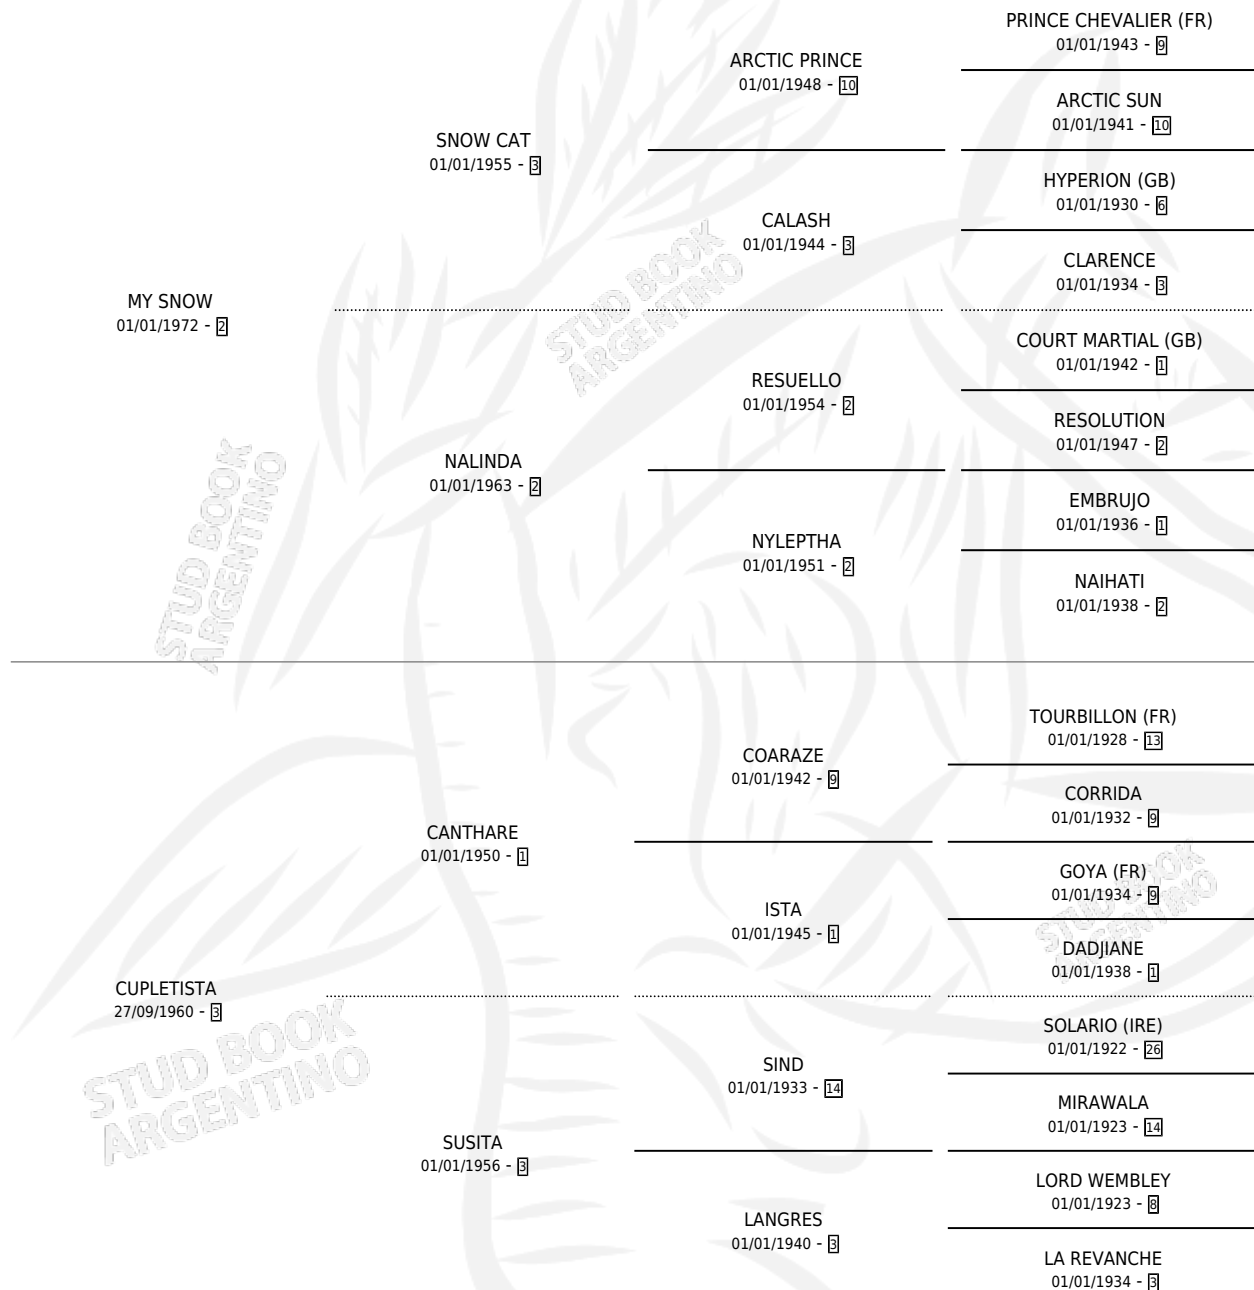 PRINCE CHEVALIER (FR)
01/01/1943 - 9
ARCTIC PRINCE
01/01/1948 - 10
ARCTIC SUN
01/01/1941 - 10
SNOW CAT
01/01/1955 - 3
HYPERION (GB)
01/01/1930 - 6
CALASH
01/01/1944 - 3
CLARENCE
01/01/1934 - 3
MY SNOW
01/01/1972 - 2
COURT MARTIAL (GB)
01/01/1942 - 1
RESUELLO
01/01/1954 - 2
RESOLUTION
01/01/1947 - 2
NALINDA
01/01/1963 - 2
EMBRUJO
01/01/1936 - 1
NYLEPTHA
01/01/1951 - 2
NAIHATI
01/01/1938 - 2
TOURBILLON (FR)
01/01/1928 - 13
COARAZE
01/01/1942 - 9
CORRIDA
01/01/1932 - 9
CANTHARE
01/01/1950 - 1
GOYA (FR)
01/01/1934 - 9
ISTA
01/01/1945 - 1
DADJIANE
01/01/1938 - 1
CUPLETISTA
27/09/1960 - 3
SOLARIO (IRE)
01/01/1922 - 26
SIND
01/01/1933 - 14
MIRAWALA
01/01/1923 - 14
SUSITA
01/01/1956 - 3
LORD WEMBLEY
01/01/1923 - 8
LANGRES
01/01/1940 - 3
LA REVANCHE
01/01/1934 - 3
STUD BOOK
ARGENTINO
STUD BOOK
ARGENTINO
STUD BOOK
ARGENTINO
STUD BOOK
ARGENTINO